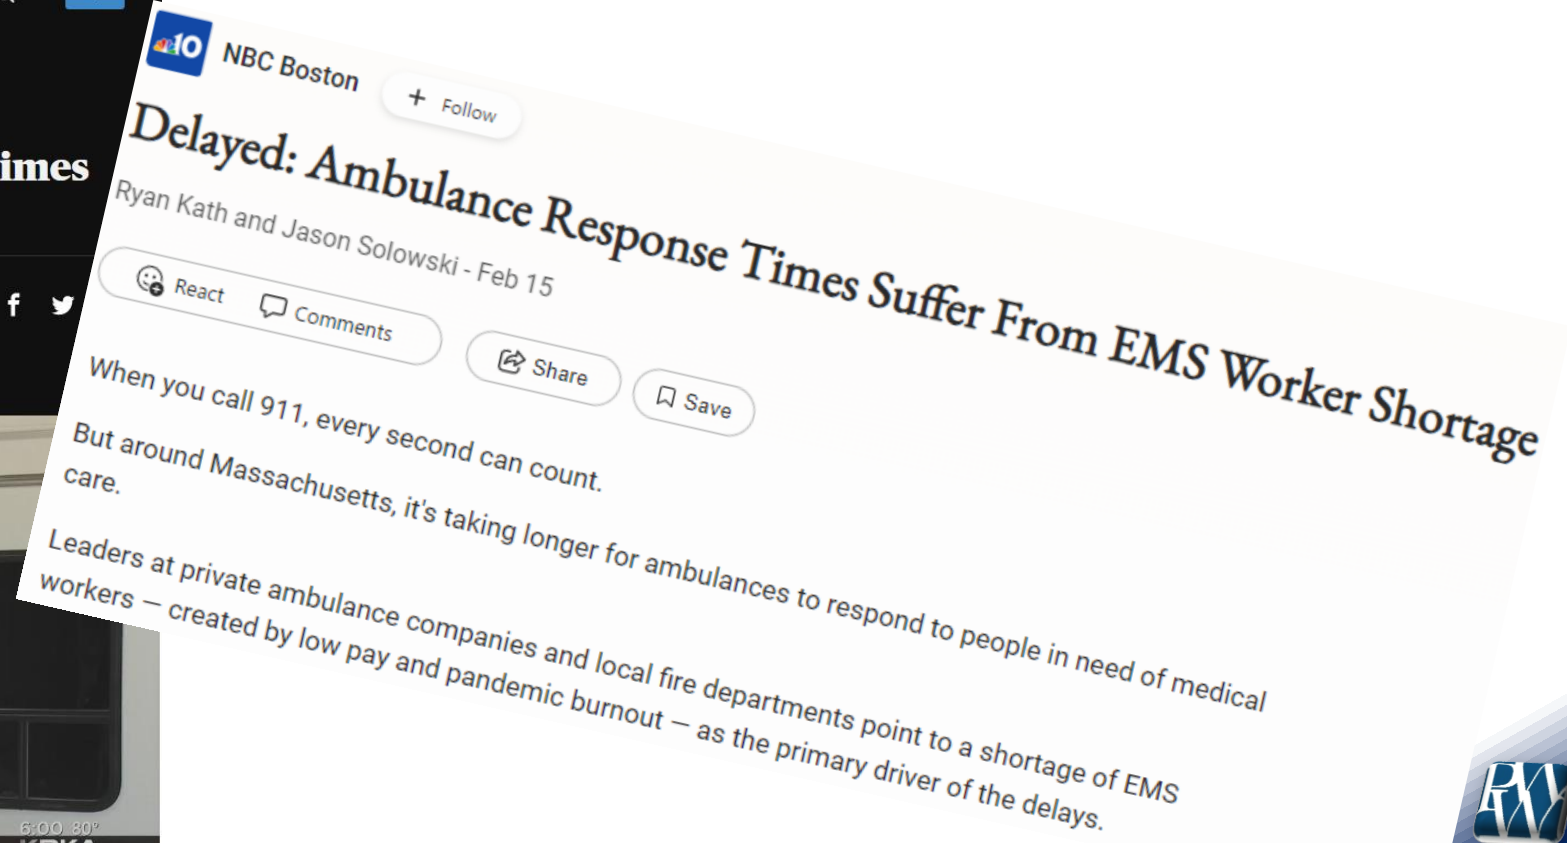 10
NBC Boston
+ Follow
Delayed: Ambulance Response Times Suffer From EMS Worker Shortage
Ryan Kath and Jason Solowski - Feb 15
React
Comments
Share
Save
When you call 911, every second can count.
But around Massachusetts, it's taking longer for ambulances to respond to people in need of medical
care.
Leaders at private ambulance companies and local fire departments point to a shortage of EMS
workers — created by low pay and pandemic burnout — as the primary driver of the delays.
imes
f
6:00 80°
PWW